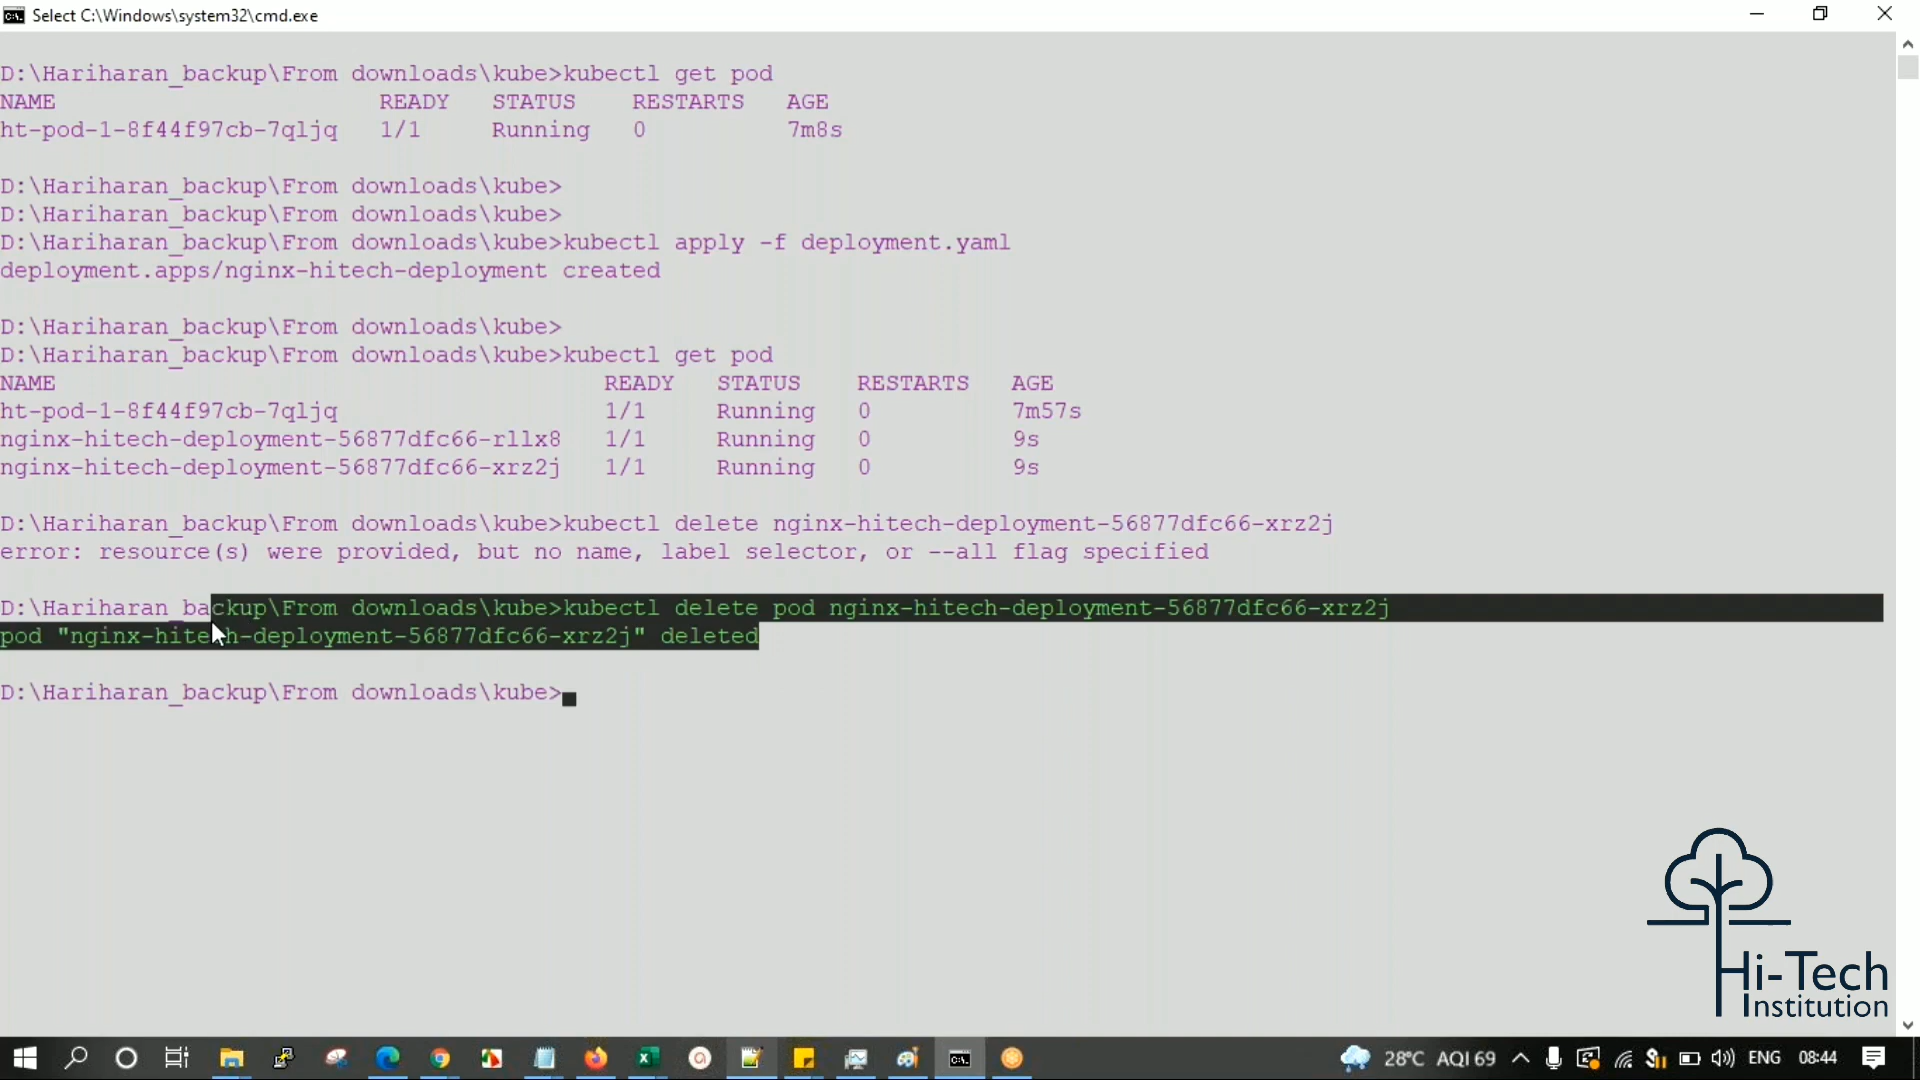 Select C:\Windows\system32\cmd.exe
D:\Hariharan_backup\From downloads\kube>kubectl get pod
NAME READY STATUS RESTARTS AGE
ht-pod-1-8f44f97cb-7qljq 1/1 Running 0 7m8s
D:\Hariharan_backup\From downloads\kube>
D:\Hariharan_backup\From downloads\kube>
D:\Hariharan_backup\From downloads\kube>kubectl apply -f deployment.yaml
deployment.apps/nginx-hitech-deployment created
D:\Hariharan_backup\From downloads\kube>
D:\Hariharan_backup\From downloads\kube>kubectl get pod
NAME READY STATUS RESTARTS AGE
ht-pod-1-8f44f97cb-7qljq 1/1 Running 0 7m57s
nginx-hitech-deployment-56877dfc66-rllx8 1/1 Running 0 9s
nginx-hitech-deployment-56877dfc66-xrz2j 1/1 Running 0 9s
D:\Hariharan_backup\From downloads\kube>kubectl delete nginx-hitech-deployment-56877dfc66-xrz2j
error: resource(s) were provided, but no name, label selector, or --all flag specified
D:\Hariharan_backup\From downloads\kube>kubectl delete pod nginx-hitech-deployment-56877dfc66-xrz2j
pod "nginx-hitech-deployment-56877dfc66-xrz2j" deleted
D:\Hariharan_backup\From downloads\kube>
Hi-Tech
Institution
28°C AQI 69 ENG 08:44